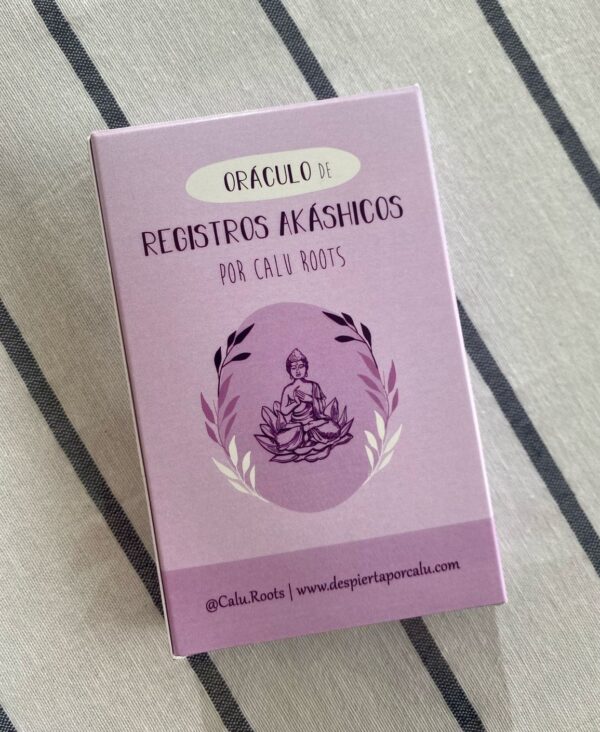 ORÁCULO DE
REGISTROS AKÁSHICOS
POR CALU ROOTS
@Calu.Roots | www.despiertaporcalu.com